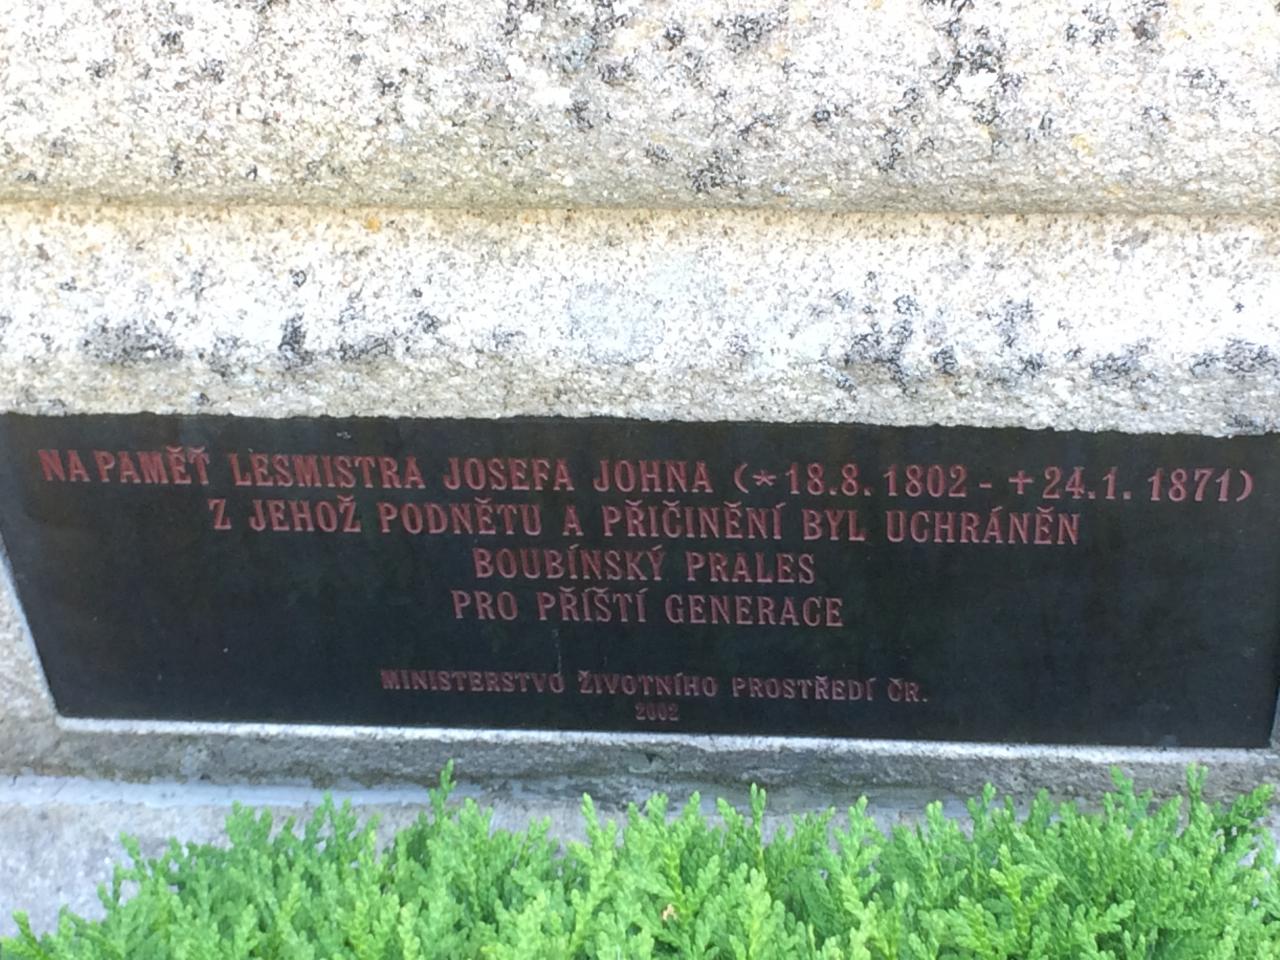 NA PAMĚŤ LESMISTRA JOSEFA JOHNA (*18.8. 1802 - +24.1. 1871)
Z JEHOŽ PODNĚTU A PŘIČINĚNÍ BYL UCHRÁNĚN
BOUBÍNSKÝ PRALES
PRO PŘÍŠTÍ GENERACE
MINISTERSTVO ŽIVOTNÍHO PROSTŘEDÍ ČR.
2002